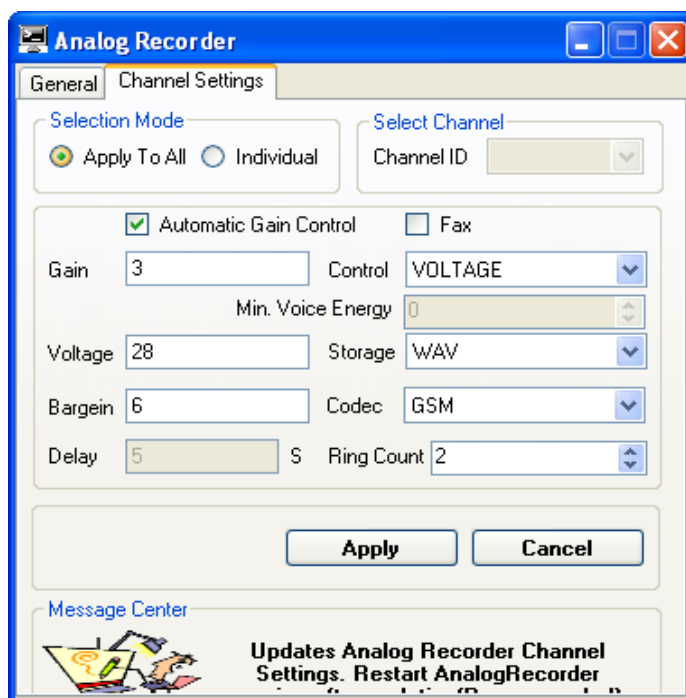 Analog Recorder
General Channel Settings
Selection Mode
Apply To All Individual
Select Channel
Channel ID
Automatic Gain Control Fax
Gain 3 Control VOLTAGE
Min. Voice Energy 0
Voltage 28 Storage WAV
Bargein 6 Codec GSM
Delay 5 S Ring Count 2
Apply Cancel
Message Center
Updates Analog Recorder Channel
Settings. Restart AnalogRecorder